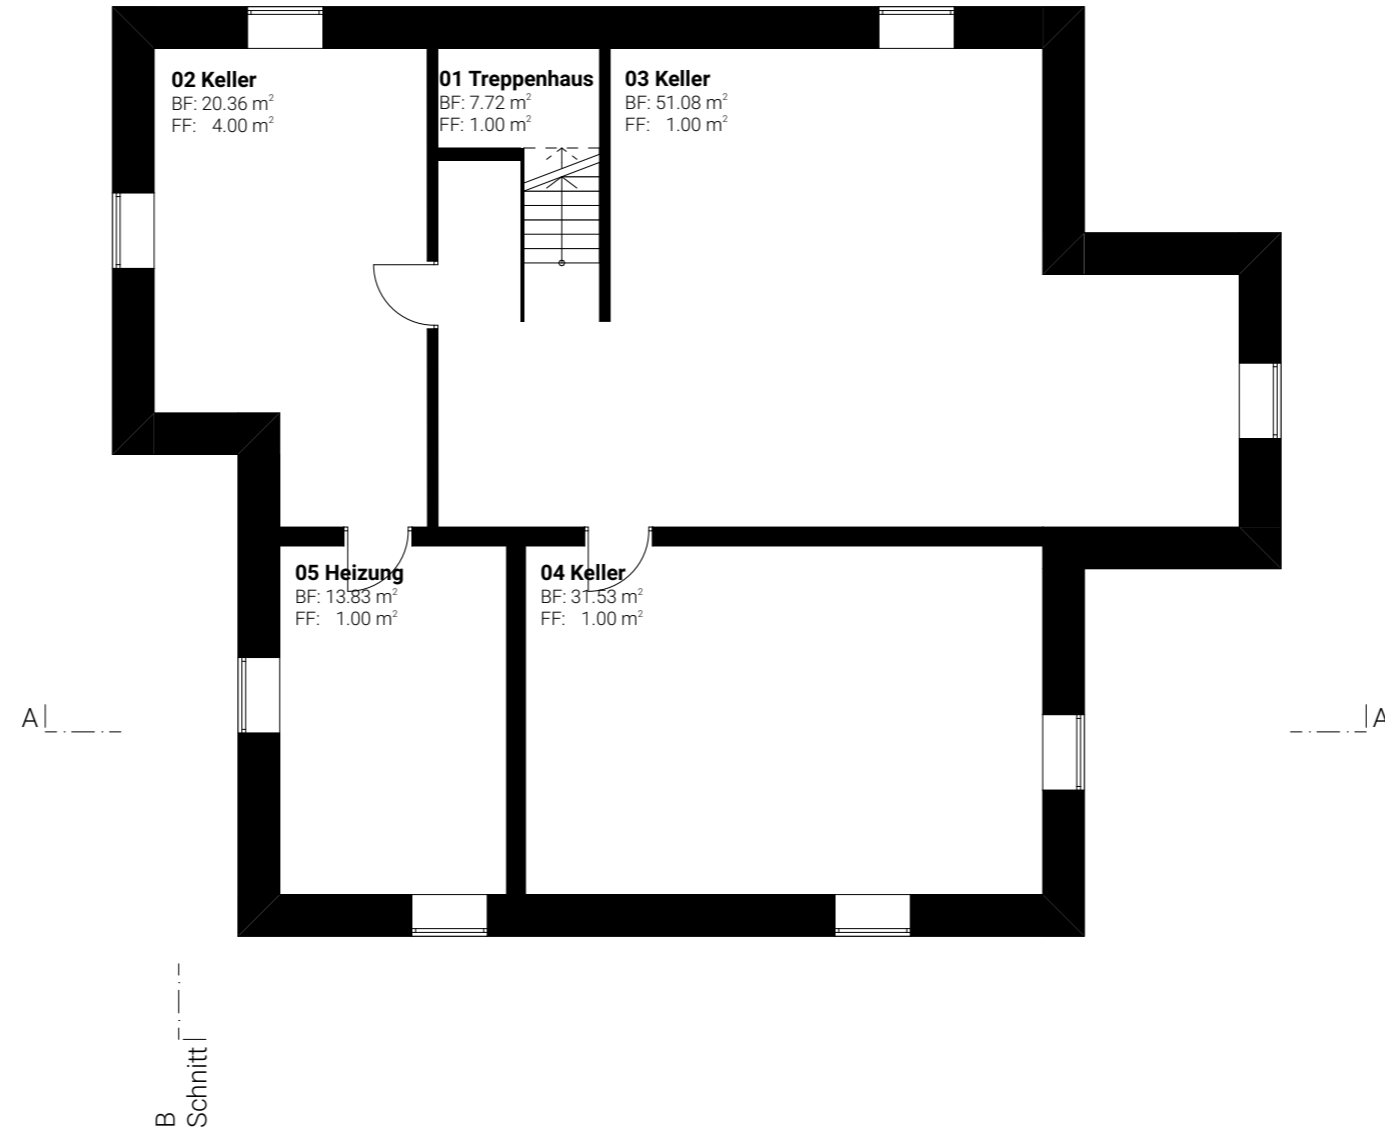 02 Keller
BF: 20.36 m²
FF: 4.00 m²
01 Treppenhaus
BF: 7.72 m²
FF: 1.00 m²
03 Keller
BF: 51.08 m²
FF: 1.00 m²
05 Heizung
BF: 13.83 m²
FF: 1.00 m²
04 Keller
BF: 31.53 m²
FF: 1.00 m²
A
A
B
Schnitt